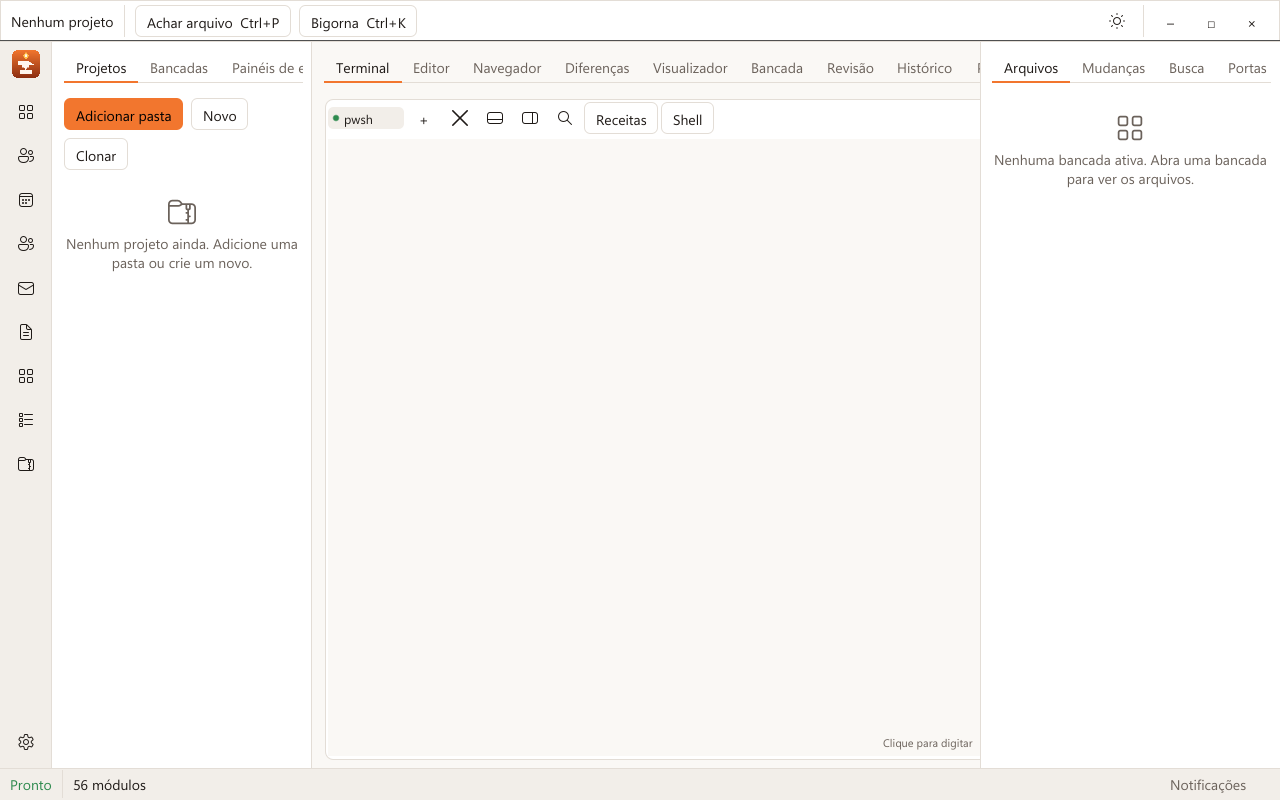 Nenhum projeto
Achar arquivo Ctrl+P
Bigorna Ctrl+K
Projetos
Bancadas
Painéis de e
Adicionar pasta
Novo
Clonar
Nenhum projeto ainda. Adicione uma
pasta ou crie um novo.
Terminal
Editor
Navegador
Diferenças
Visualizador
Bancada
Revisão
Histórico
pwsh
Receitas
Shell
Clique para digitar
Arquivos
Mudanças
Busca
Portas
Nenhuma bancada ativa. Abra uma bancada
para ver os arquivos.
Pronto
56 módulos
Notificações